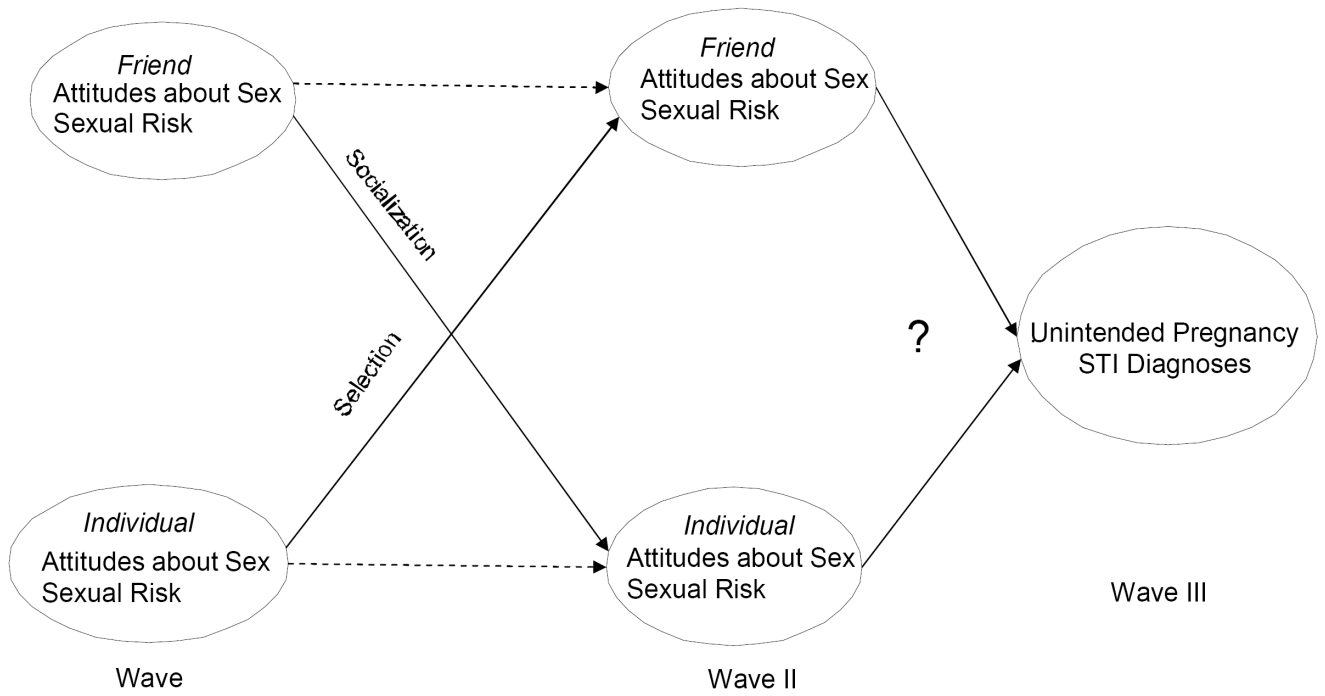 Friend
Attitudes about Sex
Sexual Risk
Friend
Attitudes about Sex
Sexual Risk
Socialization
Selection
?
Unintended Pregnancy
STI Diagnoses
Individual
Attitudes about Sex
Sexual Risk
Individual
Attitudes about Sex
Sexual Risk
Wave
Wave II
Wave III